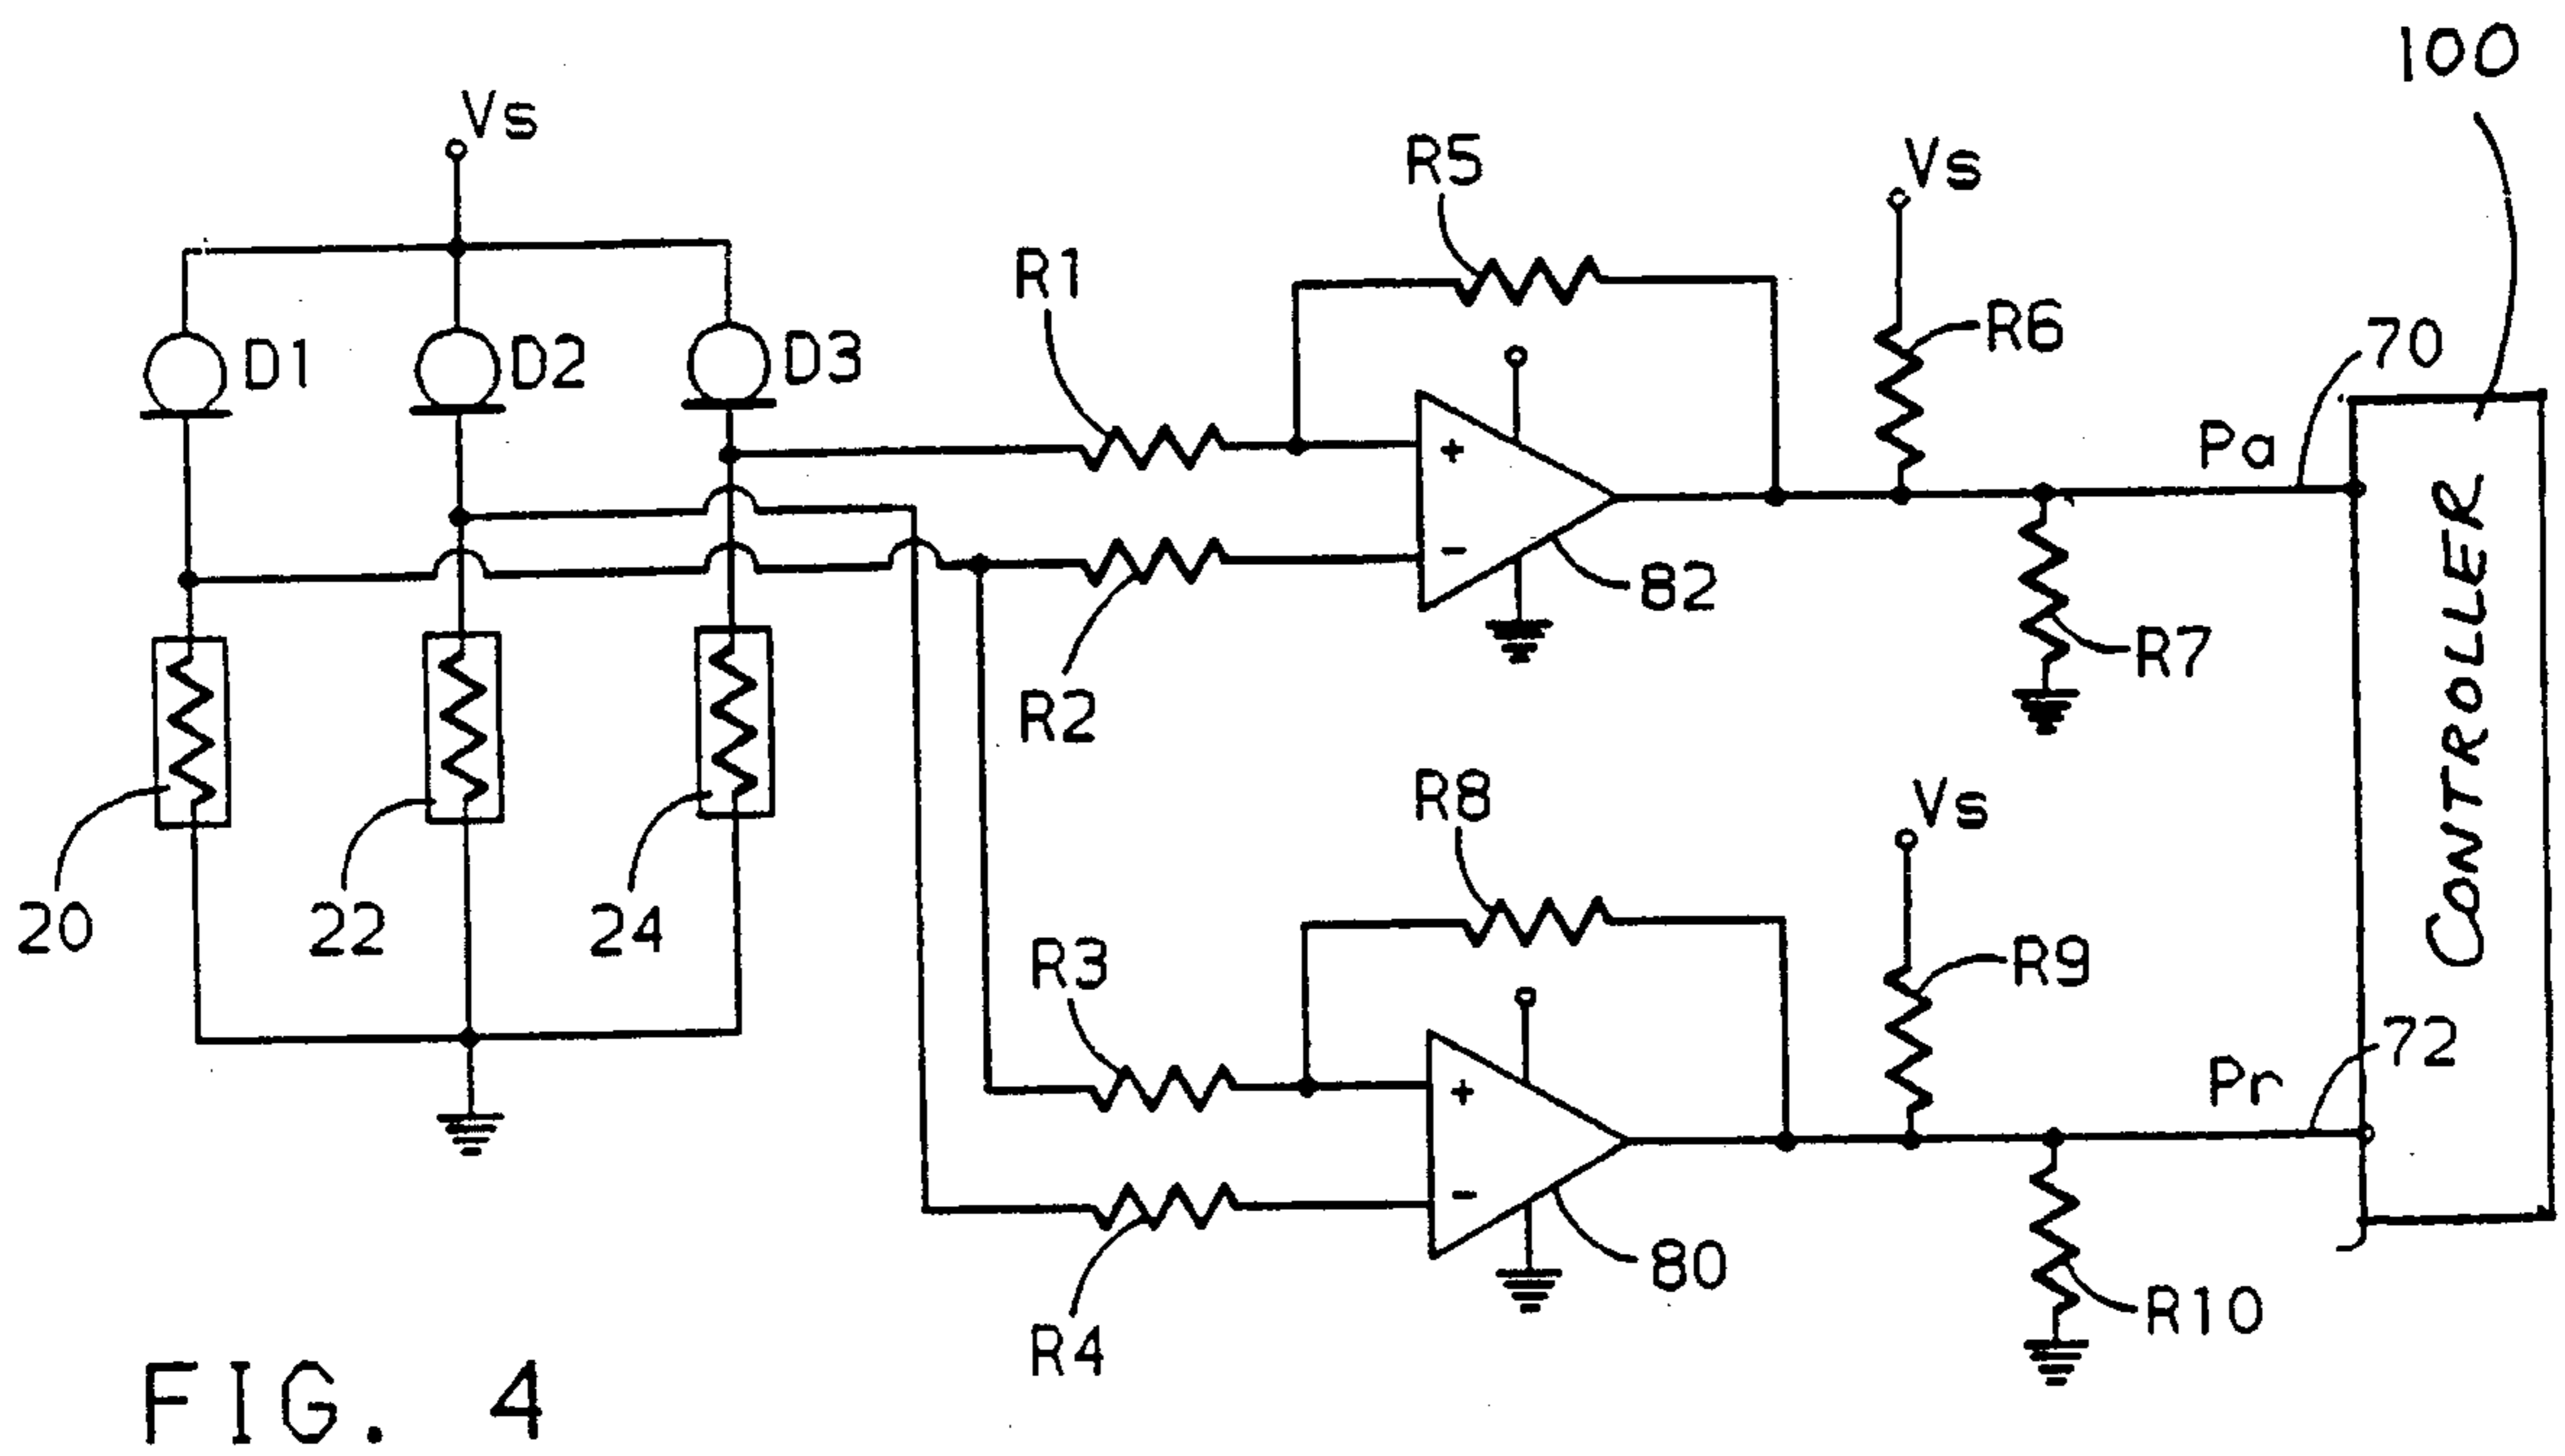 100
Vs
R5
Vs
R1
R6
70
D1
D2
D3
Pa
+
-
82
R7
R2
CONTROLLER
R8
Vs
20
22
24
R3
R9
72
Pr
+
-
80
R10
R4
FIG. 4